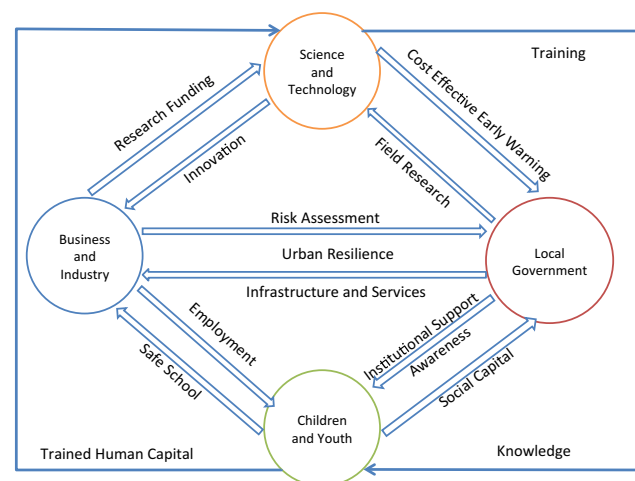 Science
and
Technology
Training
Research Funding
Innovation
Cost Effective Early Warning
Field Research
Risk Assessment
Urban Resilience
Infrastructure and Services
Business
and
Industry
Local
Government
Employment
Safe School
Institutional Support
Awareness
Social Capital
Children
and Youth
Trained Human Capital
Knowledge